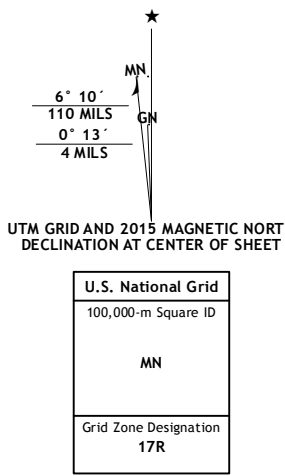 ★
MN
6° 10´
110 MILS
GN
0° 13´
4 MILS
UTM GRID AND 2015 MAGNETIC NORT
DECLINATION AT CENTER OF SHEET
U.S. National Grid
100,000-m Square ID
MN
Grid Zone Designation
17R